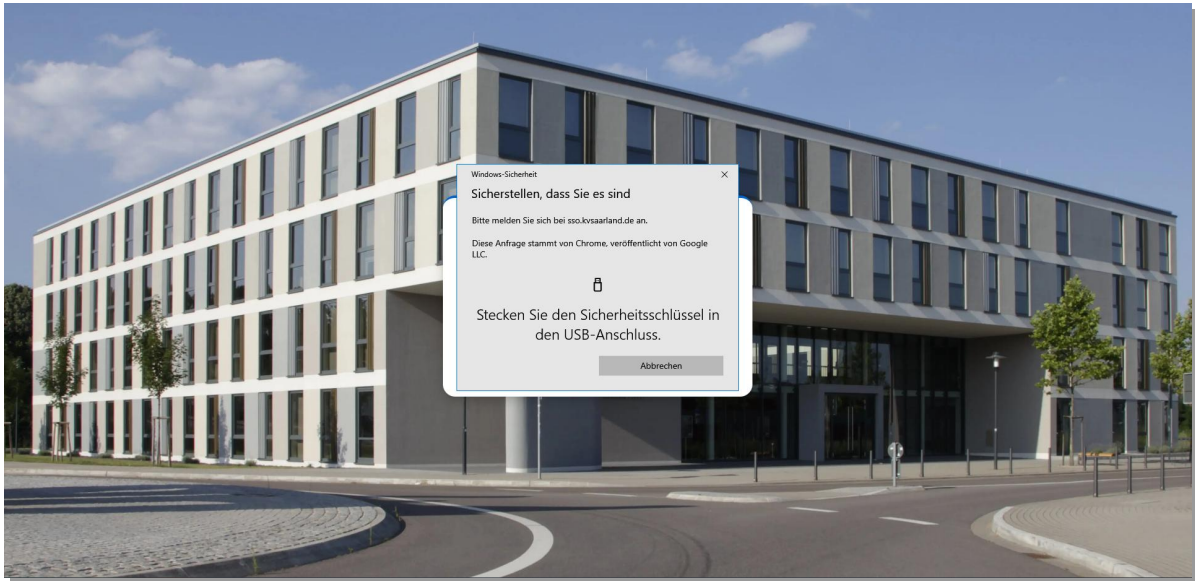 Windows-Sicherheit
Sicherstellen, dass Sie es sind
Bitte melden Sie sich bei sso.kvsaarland.de an.
Diese Anfrage stammt von Chrome, veröffentlicht von Google
LLC.
Stecken Sie den Sicherheitsschlüssel in
den USB-Anschluss.
Abbrechen